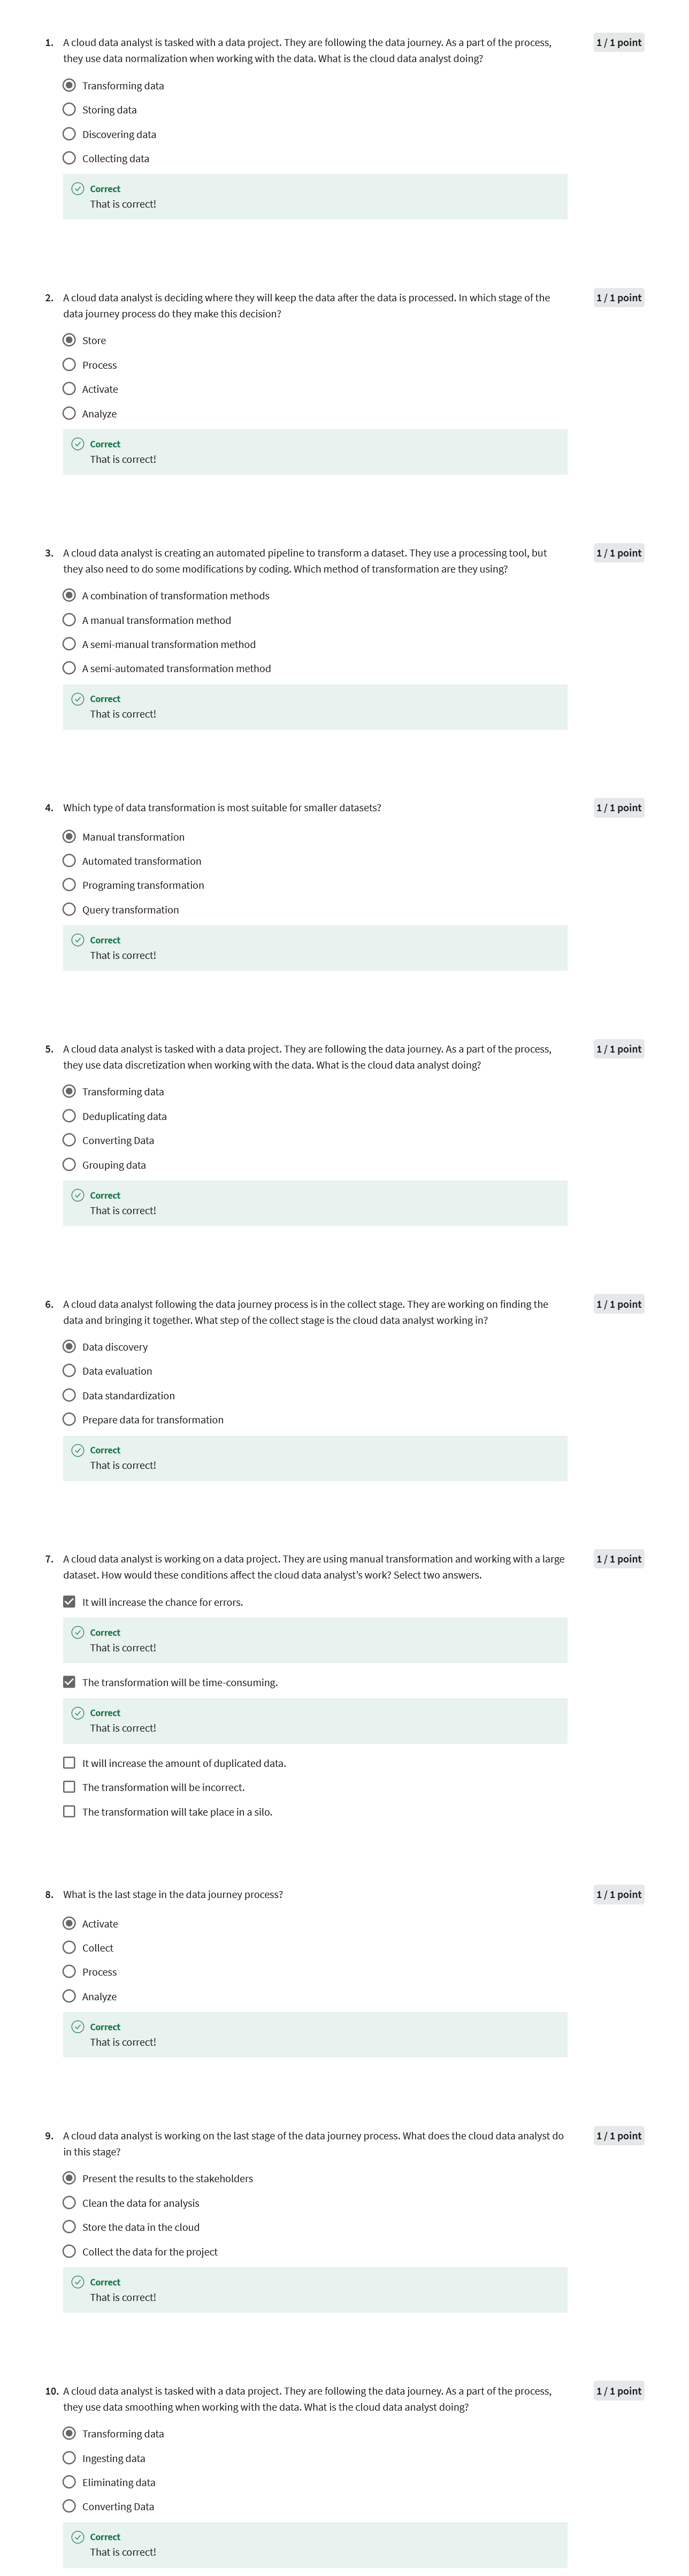 1. A cloud data analyst is tasked with a data project. They are following the data journey. As a part of the process, 1 / 1 point
they use data normalization when working with the data. What is the cloud data analyst doing?
Transforming data
Storing data
Discovering data
Collecting data
Correct
That is correct!
2. A cloud data analyst is deciding where they will keep the data after the data is processed. In which stage of the 1 / 1 point
data journey process do they make this decision?
Store
Process
Activate
Analyze
Correct
That is correct!
3. A cloud data analyst is creating an automated pipeline to transform a dataset. They use a processing tool, but 1 / 1 point
they also need to do some modifications by coding. Which method of transformation are they using?
A combination of transformation methods
A manual transformation method
A semi-manual transformation method
A semi-automated transformation method
Correct
That is correct!
4. Which type of data transformation is most suitable for smaller datasets? 1 / 1 point
Manual transformation
Automated transformation
Programing transformation
Query transformation
Correct
That is correct!
5. A cloud data analyst is tasked with a data project. They are following the data journey. As a part of the process, 1 / 1 point
they use data discretization when working with the data. What is the cloud data analyst doing?
Transforming data
Deduplicating data
Converting Data
Grouping data
Correct
That is correct!
6. A cloud data analyst following the data journey process is in the collect stage. They are working on finding the 1 / 1 point
data and bringing it together. What step of the collect stage is the cloud data analyst working in?
Data discovery
Data evaluation
Data standardization
Prepare data for transformation
Correct
That is correct!
7. A cloud data analyst is working on a data project. They are using manual transformation and working with a large 1 / 1 point
dataset. How would these conditions affect the cloud data analyst’s work? Select two answers.
It will increase the chance for errors.
Correct
That is correct!
The transformation will be time-consuming.
Correct
That is correct!
It will increase the amount of duplicated data.
The transformation will be incorrect.
The transformation will take place in a silo.
8. What is the last stage in the data journey process? 1 / 1 point
Activate
Collect
Process
Analyze
Correct
That is correct!
9. A cloud data analyst is working on the last stage of the data journey process. What does the cloud data analyst do 1 / 1 point
in this stage?
Present the results to the stakeholders
Clean the data for analysis
Store the data in the cloud
Collect the data for the project
Correct
That is correct!
10. A cloud data analyst is tasked with a data project. They are following the data journey. As a part of the process, 1 / 1 point
they use data smoothing when working with the data. What is the cloud data analyst doing?
Transforming data
Ingesting data
Eliminating data
Converting Data
Correct
That is correct!